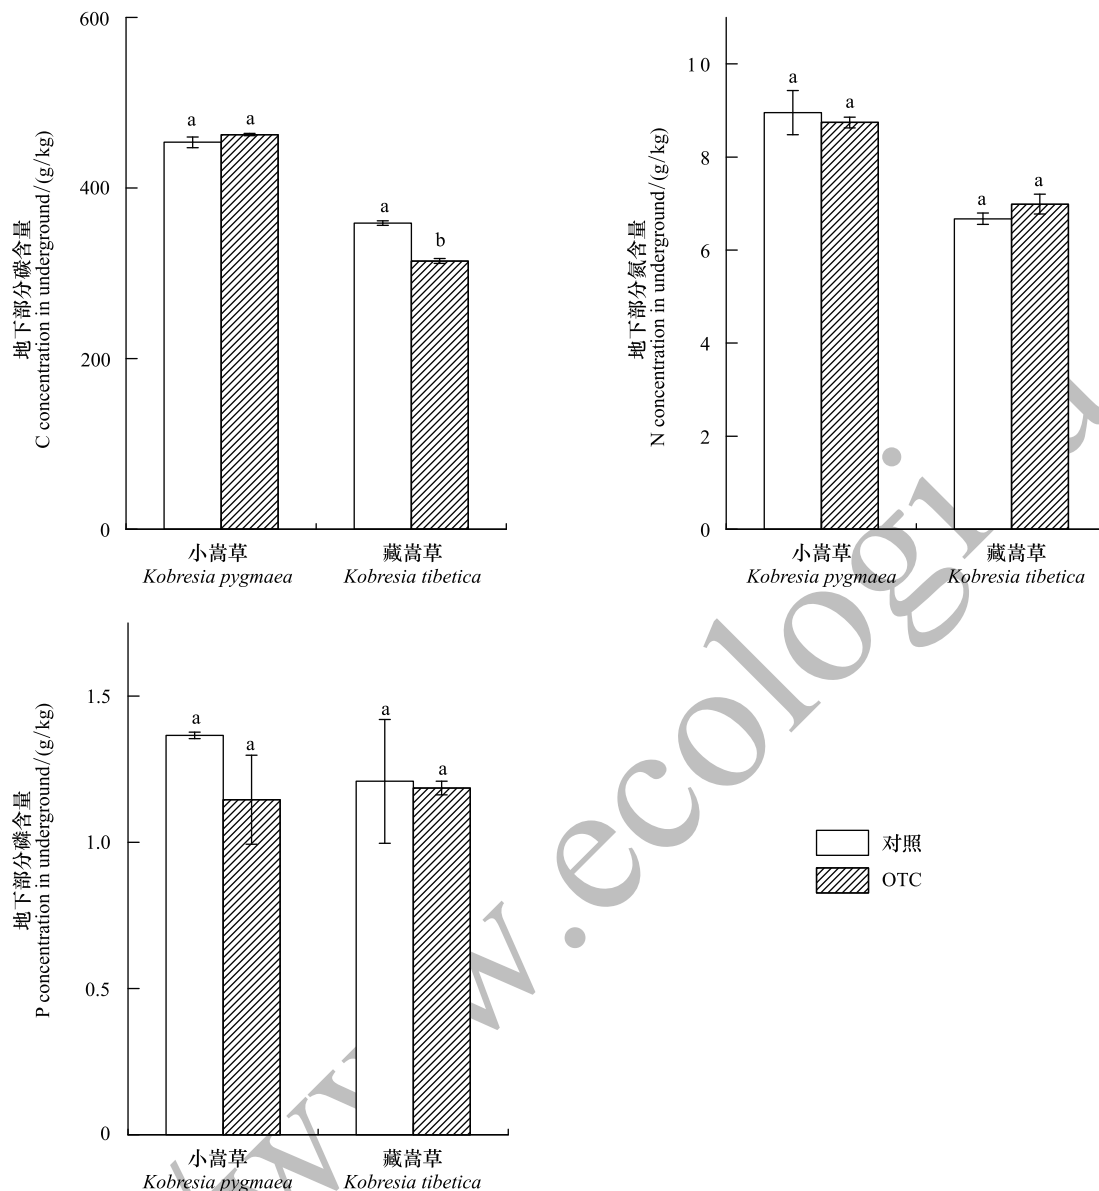 600
400
200
0
地下部分碳含量
C concentration in underground/(g/kg)
a
a
a
b
小嵩草
Kobresia pygmaea
藏嵩草
Kobresia tibetica
10
8
6
4
2
0
地下部分氮含量
N concentration in underground/(g/kg)
a
a
a
a
小嵩草
Kobresia pygmaea
藏嵩草
Kobresia tibetica
1.5
1.0
0.5
0
地下部分磷含量
P concentration in underground/(g/kg)
a
a
a
a
小嵩草
Kobresia pygmaea
藏嵩草
Kobresia tibetica
对照
OTC
www.ecologi